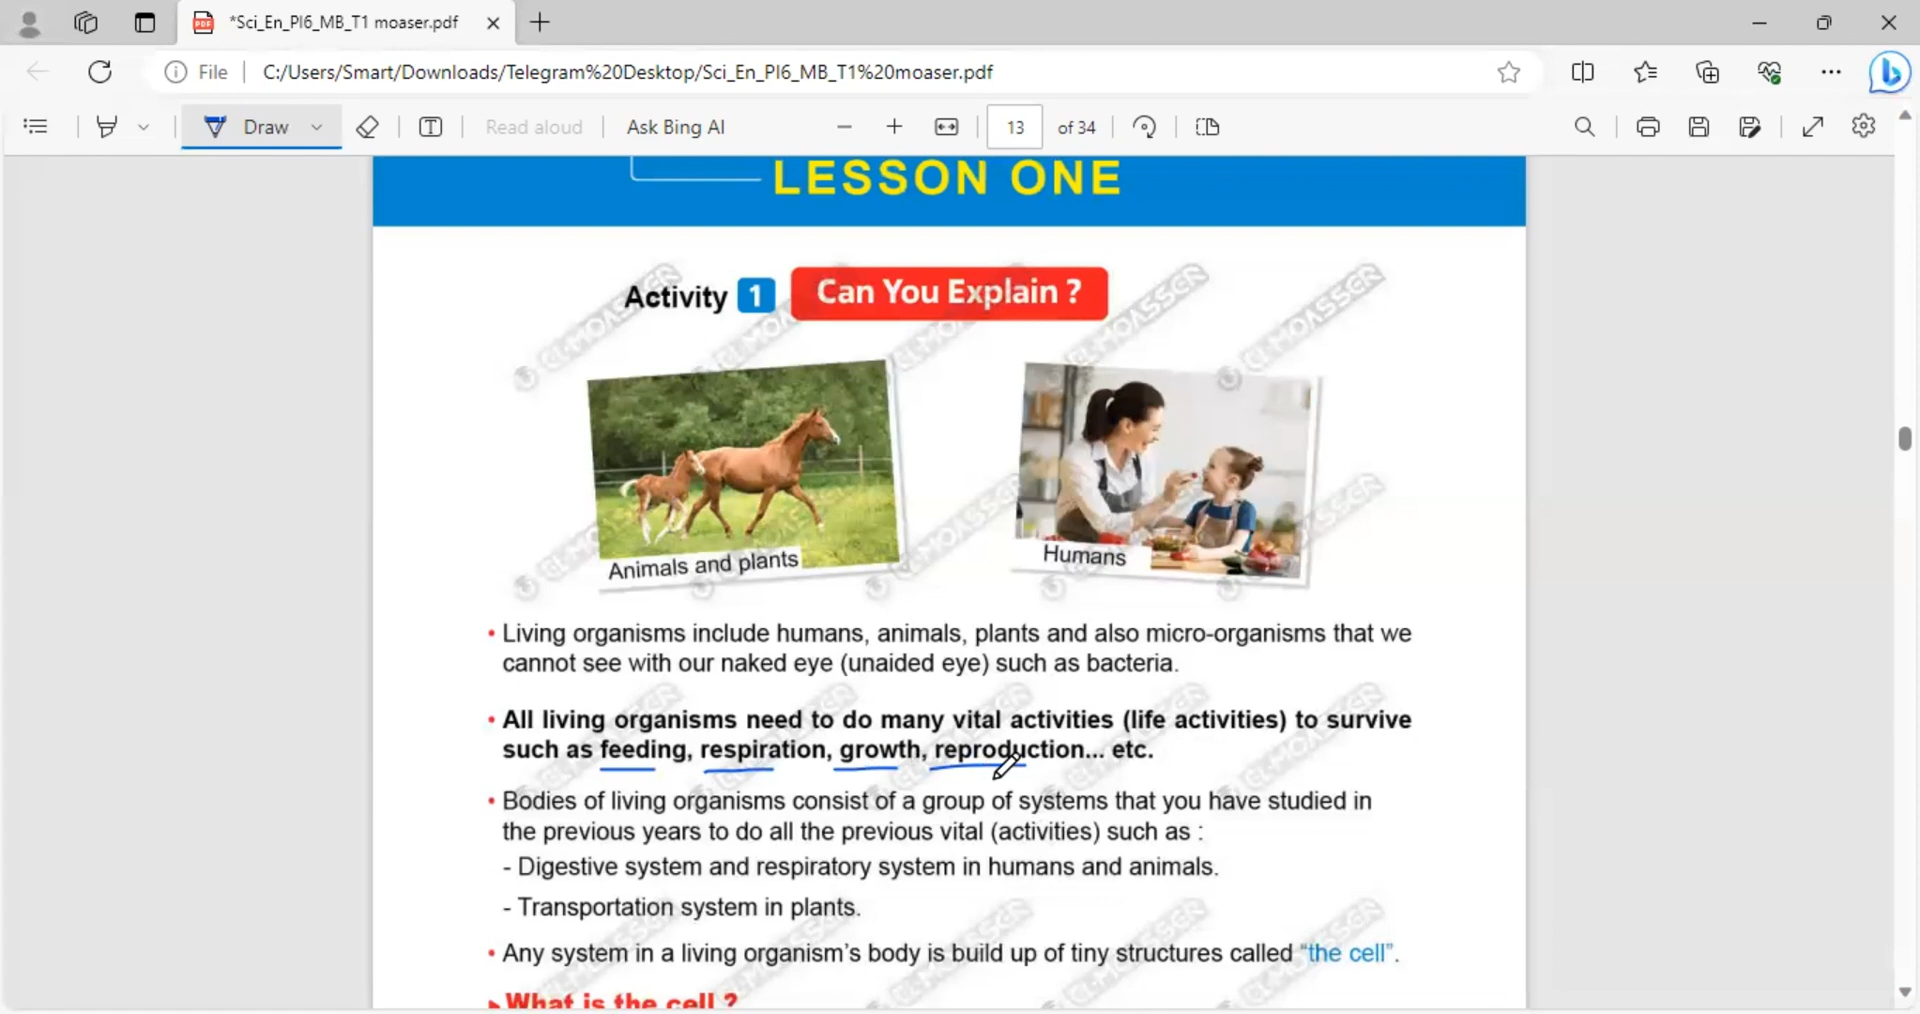 *Sci_En_PI6_MB_T1 moaser.pdf
File
C:/Users/Smart/Downloads/Telegram%20Desktop/Sci_En_PI6_MB_T1%20moaser.pdf
Draw
Read aloud
Ask Bing AI
13 of 34
LESSON ONE
Activity 1 Can You Explain ?
Animals and plants
Humans
• Living organisms include humans, animals, plants and also micro-organisms that we
cannot see with our naked eye (unaided eye) such as bacteria.
• All living organisms need to do many vital activities (life activities) to survive
such as feeding, respiration, growth, reproduction... etc.
• Bodies of living organisms consist of a group of systems that you have studied in
the previous years to do all the previous vital (activities) such as :
- Digestive system and respiratory system in humans and animals.
- Transportation system in plants.
• Any system in a living organism's body is build up of tiny structures called "the cell".
What is the cell ?
EL-MOASSER